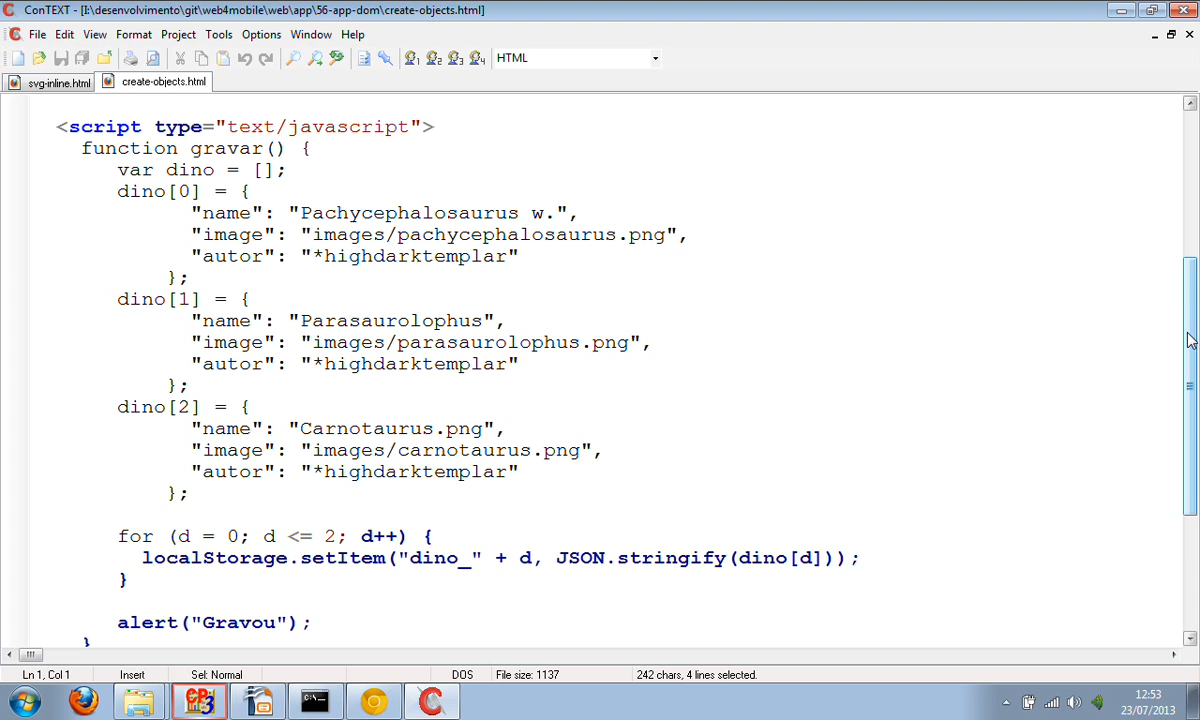 ConTEXT - [I:\desenvolvimento\git\web4mobile\web\app\56-app-dom\create-objects.html]
File Edit View Format Project Tools Options Window Help
1 2 3 4 HTML
svg-inline.html create-objects.html
<script type="text/javascript">
function gravar() {
var dino = [];
dino[0] = {
"name": "Pachycephalosaurus w.",
"image": "images/pachycephalosaurus.png",
"autor": "*highdarktemplar"
};
dino[1] = {
"name": "Parasaurolophus",
"image": "images/parasaurolophus.png",
"autor": "*highdarktemplar"
};
dino[2] = {
"name": "Carnotaurus.png",
"image": "images/carnotaurus.png",
"autor": "*highdarktemplar"
};
for (d = 0; d <= 2; d++) {
localStorage.setItem("dino_" + d, JSON.stringify(dino[d]));
}
alert("Gravou");
}
Ln 1, Col 1 Insert Sel: Normal DOS File size: 1137 242 chars, 4 lines selected.
12:53
23/07/2013